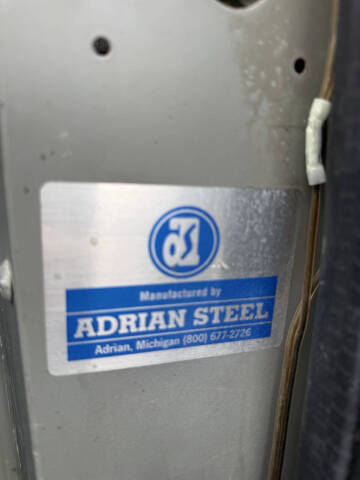 Manufactured by
ADRIAN STEEL
Adrian, Michigan (800) 677-2726